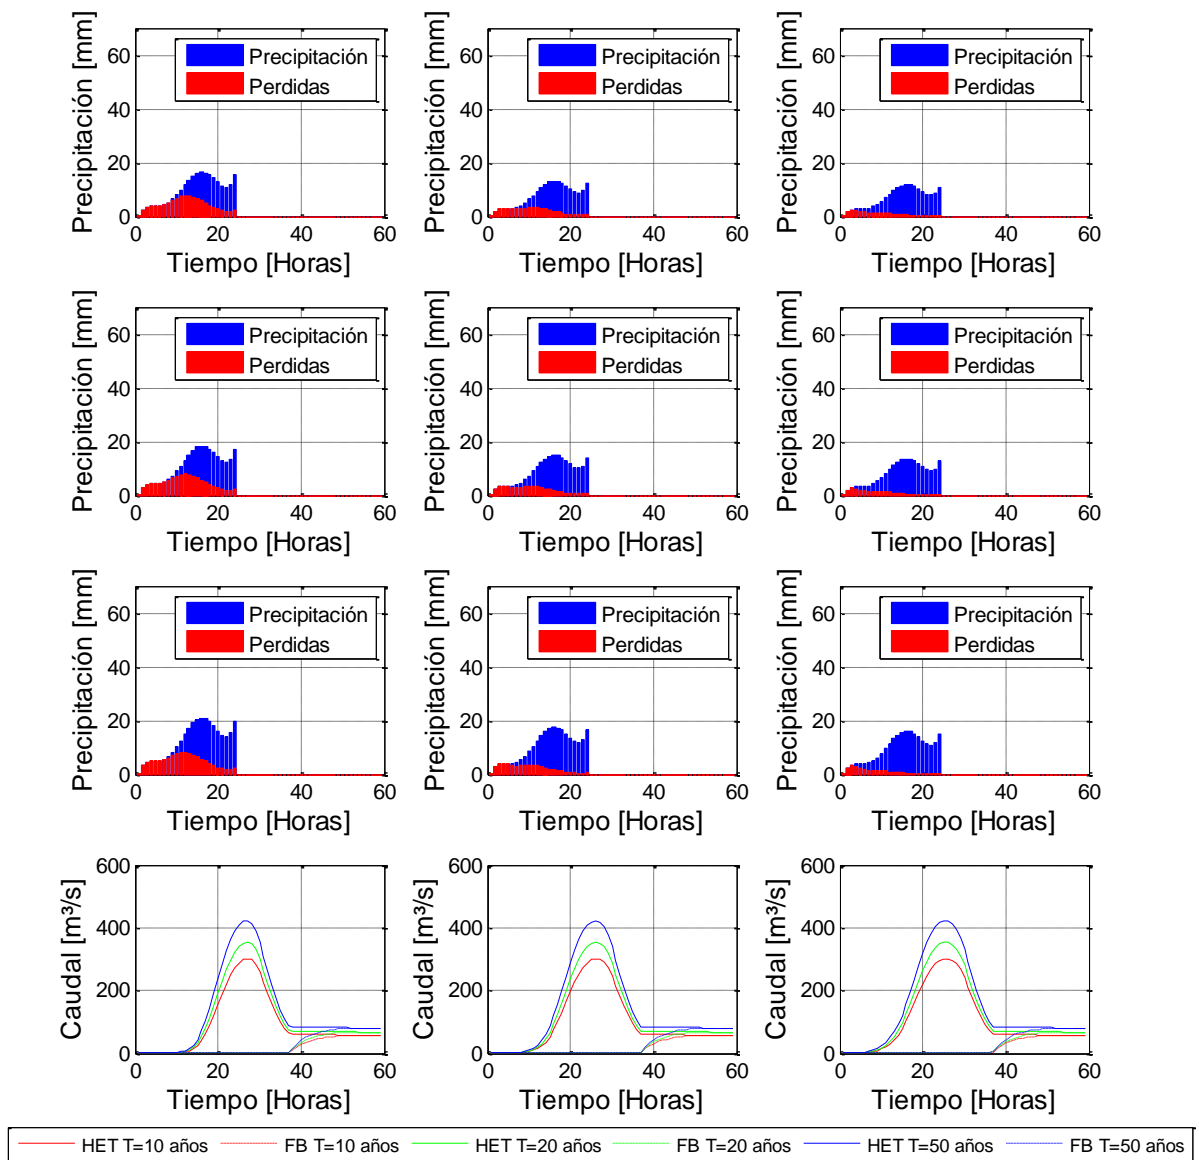 Precipitación [mm]
60
40
20
0
0 20 40 60
Tiempo [Horas]
Precipitación
Perdidas
Precipitación [mm]
60
40
20
0
0 20 40 60
Tiempo [Horas]
Precipitación
Perdidas
Precipitación [mm]
60
40
20
0
0 20 40 60
Tiempo [Horas]
Precipitación
Perdidas
Precipitación [mm]
60
40
20
0
0 20 40 60
Tiempo [Horas]
Precipitación
Perdidas
Precipitación [mm]
60
40
20
0
0 20 40 60
Tiempo [Horas]
Precipitación
Perdidas
Precipitación [mm]
60
40
20
0
0 20 40 60
Tiempo [Horas]
Precipitación
Perdidas
Precipitación [mm]
60
40
20
0
0 20 40 60
Tiempo [Horas]
Precipitación
Perdidas
Precipitación [mm]
60
40
20
0
0 20 40 60
Tiempo [Horas]
Precipitación
Perdidas
Precipitación [mm]
60
40
20
0
0 20 40 60
Tiempo [Horas]
Precipitación
Perdidas
Caudal [m³/s]
600
400
200
0
0 20 40 60
Tiempo [Horas]
Caudal [m³/s]
600
400
200
0
0 20 40 60
Tiempo [Horas]
Caudal [m³/s]
600
400
200
0
0 20 40 60
Tiempo [Horas]
HET T=10 años FB T=10 años HET T=20 años FB T=20 años HET T=50 años FB T=50 años